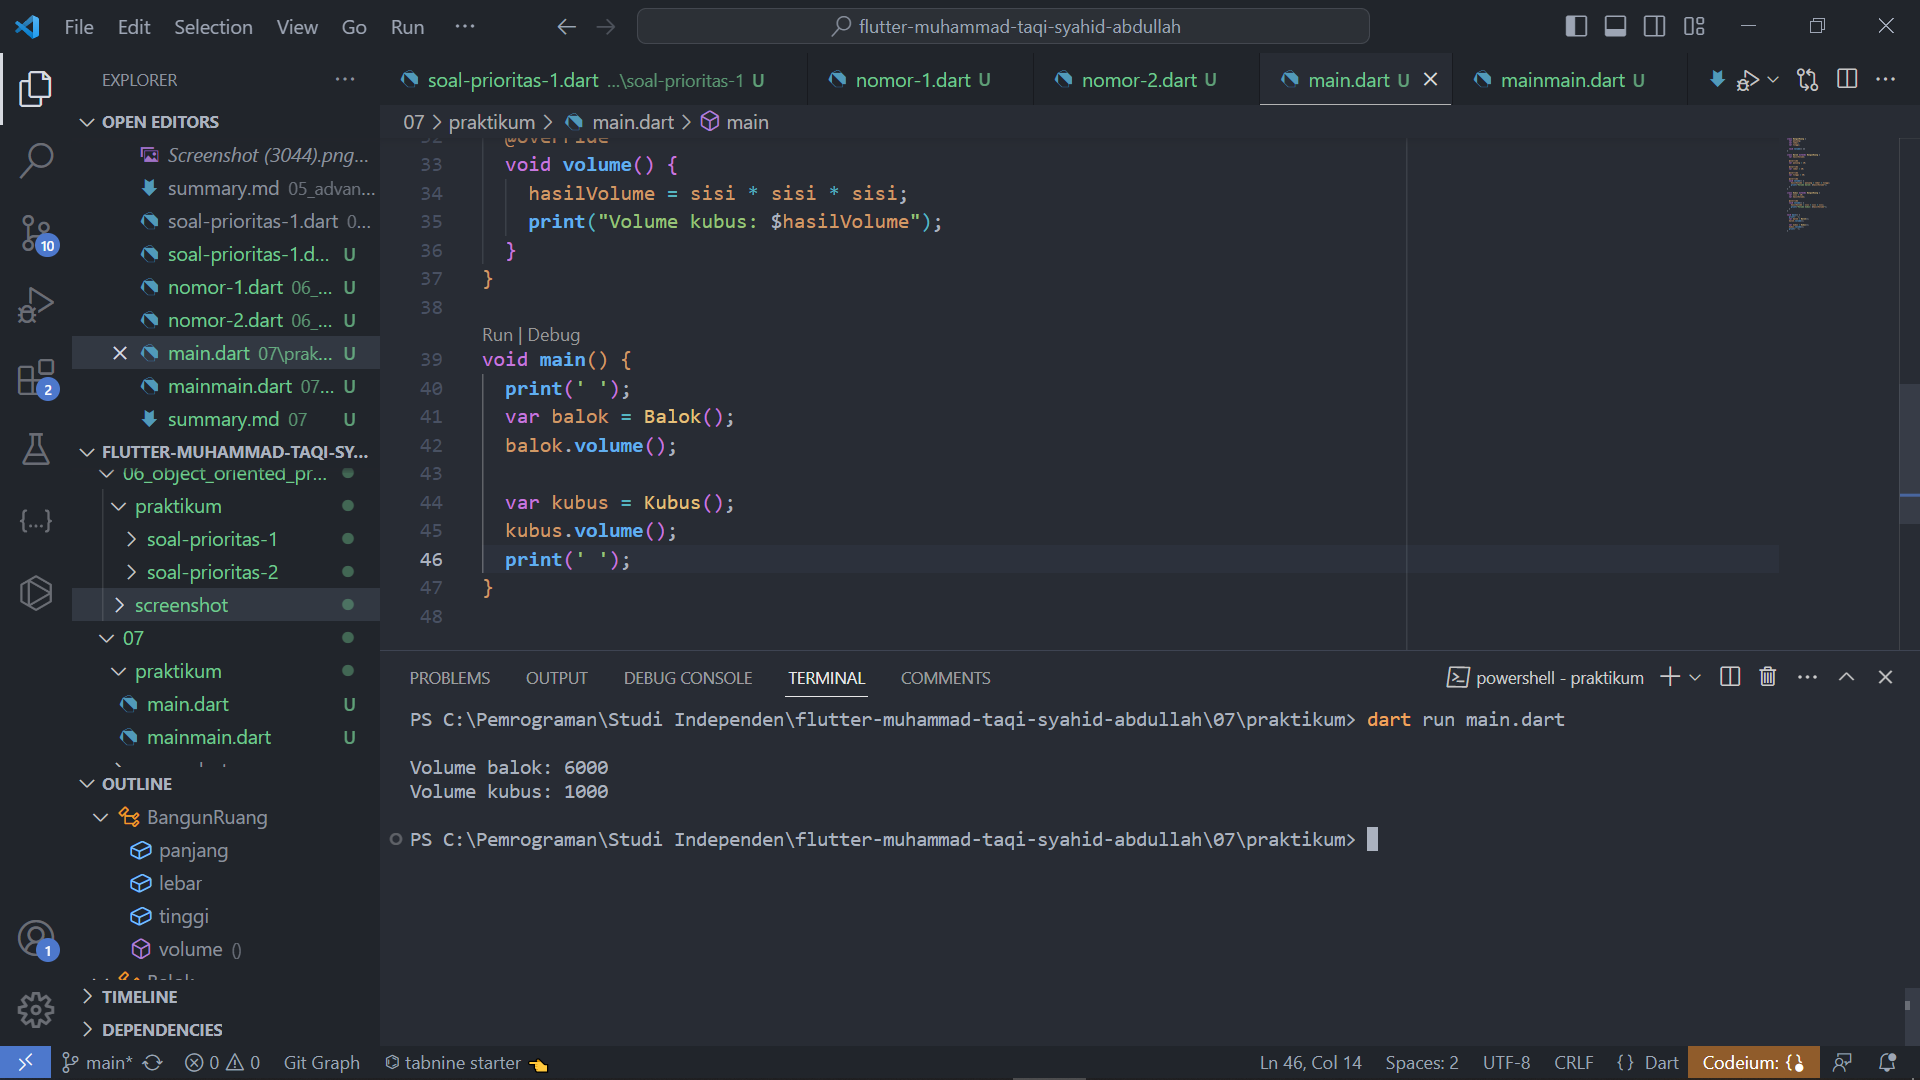 File Edit Selection View Go Run ···
flutter-muhammad-taqi-syahid-abdullah
EXPLORER ···
OPEN EDITORS
Screenshot (3044).png...
summary.md 05_advan...
soal-prioritas-1.dart 0...
soal-prioritas-1.d... U
nomor-1.dart 06_... U
nomor-2.dart 06_... U
main.dart 07\prak... U
mainmain.dart 07... U
summary.md 07 U
FLUTTER-MUHAMMAD-TAQI-SY...
06_object_oriented_pr...
praktikum
soal-prioritas-1
soal-prioritas-2
screenshot
07
praktikum
main.dart U
mainmain.dart U
OUTLINE
BangunRuang
panjang
lebar
tinggi
volume ()
Balok
TIMELINE
DEPENDENCIES
10
2
1
soal-prioritas-1.dart ...\soal-prioritas-1 U
nomor-1.dart U
nomor-2.dart U
main.dart U
mainmain.dart U
07 > praktikum > main.dart > main
32 @override
33 void volume() {
34 hasilVolume = sisi * sisi * sisi;
35 print("Volume kubus: $hasilVolume");
36 }
37 }
38
Run | Debug
39 void main() {
40 print(' ');
41 var balok = Balok();
42 balok.volume();
43
44 var kubus = Kubus();
45 kubus.volume();
46 print(' ');
47 }
48
PROBLEMS OUTPUT DEBUG CONSOLE TERMINAL COMMENTS
powershell - praktikum
PS C:\Pemrograman\Studi Independen\flutter-muhammad-taqi-syahid-abdullah\07\praktikum> dart run main.dart
Volume balok: 6000
Volume kubus: 1000
PS C:\Pemrograman\Studi Independen\flutter-muhammad-taqi-syahid-abdullah\07\praktikum>
main* 0 0 Git Graph tabnine starter
Ln 46, Col 14 Spaces: 2 UTF-8 CRLF { } Dart Codeium: {}